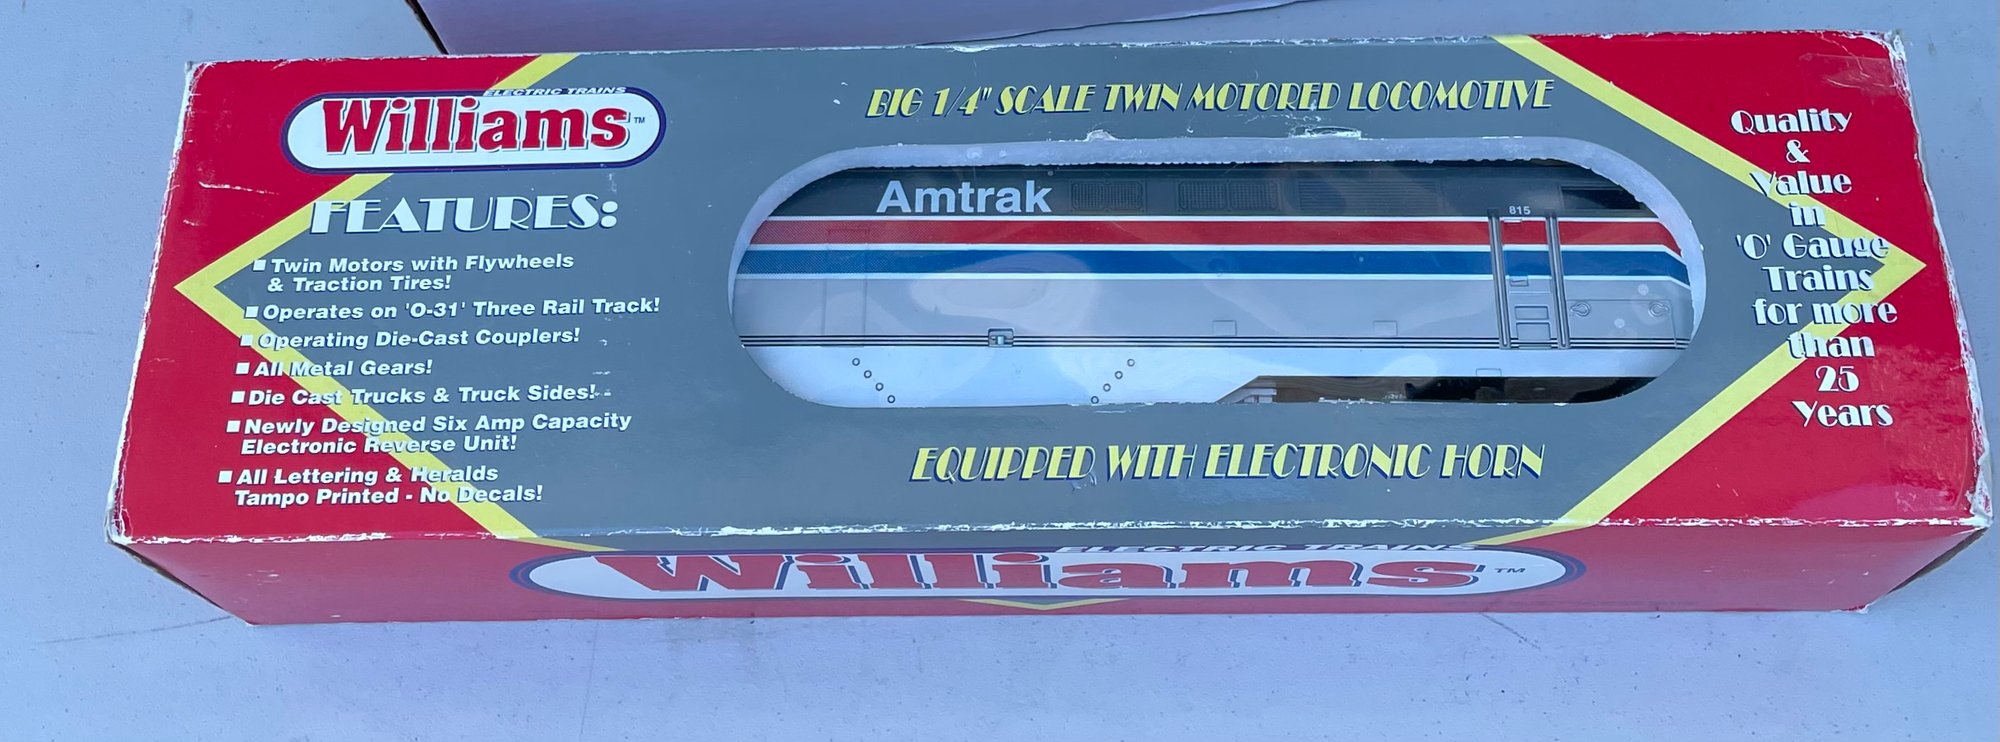 ELECTRIC TRAINS
Williams™
FEATURES:
▪ Twin Motors with Flywheels
& Traction Tires!
▪ Operates on 'O-31' Three Rail Track!
▪ Operating Die-Cast Couplers!
▪ All Metal Gears!
▪ Die Cast Trucks & Truck Sides!
▪ Newly Designed Six Amp Capacity
Electronic Reverse Unit!
▪ All Lettering & Heralds
Tampo Printed - No Decals!
BIG 1/4" SCALE TWIN MOTORED LOCOMOTIVE
Amtrak
815
EQUIPPED WITH ELECTRONIC HORN
Quality
&
Value
in
'O' Gauge
Trains
for more
than
25
Years
ELECTRIC TRAINS
Williams™